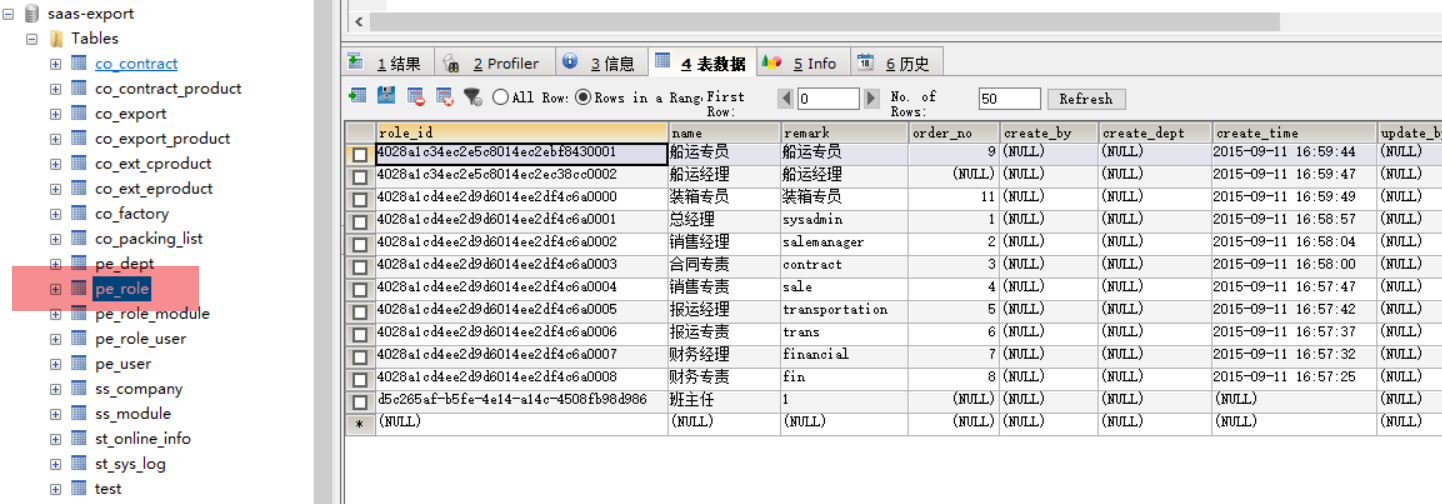 saas-export
Tables
co_contract
co_contract_product
co_export
co_export_product
co_ext_cproduct
co_ext_eproduct
co_factory
co_packing_list
pe_dept
pe_role
pe_role_module
pe_role_user
pe_user
ss_company
ss_module
st_online_info
st_sys_log
test
1 结果 2 Profiler 3 信息 4 表数据 5 Info 6 历史
All Row: Rows in a Rang, First Row: 0 No. of Rows: 50 Refresh
role_id name remark order_no create_by create_dept create_time update_b
4028a1c34ec2e5c8014ec2ebf8430001 船运专员 船运专员 9 (NULL) (NULL) 2015-09-11 16:59:44 (NULL)
4028a1c34ec2e5c8014ec2ec38cc0002 船运经理 船运经理 (NULL) (NULL) (NULL) 2015-09-11 16:59:47 (NULL)
4028a1cd4ee2d9d6014ee2df4c6a0000 装箱专员 装箱专员 11 (NULL) (NULL) 2015-09-11 16:59:49 (NULL)
4028a1cd4ee2d9d6014ee2df4c6a0001 总经理 sysadmin 1 (NULL) (NULL) 2015-09-11 16:58:57 (NULL)
4028a1cd4ee2d9d6014ee2df4c6a0002 销售经理 salemanager 2 (NULL) (NULL) 2015-09-11 16:58:04 (NULL)
4028a1cd4ee2d9d6014ee2df4c6a0003 合同专责 contract 3 (NULL) (NULL) 2015-09-11 16:58:00 (NULL)
4028a1cd4ee2d9d6014ee2df4c6a0004 销售专责 sale 4 (NULL) (NULL) 2015-09-11 16:57:47 (NULL)
4028a1cd4ee2d9d6014ee2df4c6a0005 报运经理 transportation 5 (NULL) (NULL) 2015-09-11 16:57:42 (NULL)
4028a1cd4ee2d9d6014ee2df4c6a0006 报运专责 trans 6 (NULL) (NULL) 2015-09-11 16:57:37 (NULL)
4028a1cd4ee2d9d6014ee2df4c6a0007 财务经理 financial 7 (NULL) (NULL) 2015-09-11 16:57:32 (NULL)
4028a1cd4ee2d9d6014ee2df4c6a0008 财务专责 fin 8 (NULL) (NULL) 2015-09-11 16:57:25 (NULL)
d5c265af-b5fe-4e14-a14c-4508fb98d986 班主任 1 (NULL) (NULL) (NULL) (NULL) (NULL)
* (NULL) (NULL) (NULL) (NULL) (NULL) (NULL) (NULL) (NULL)